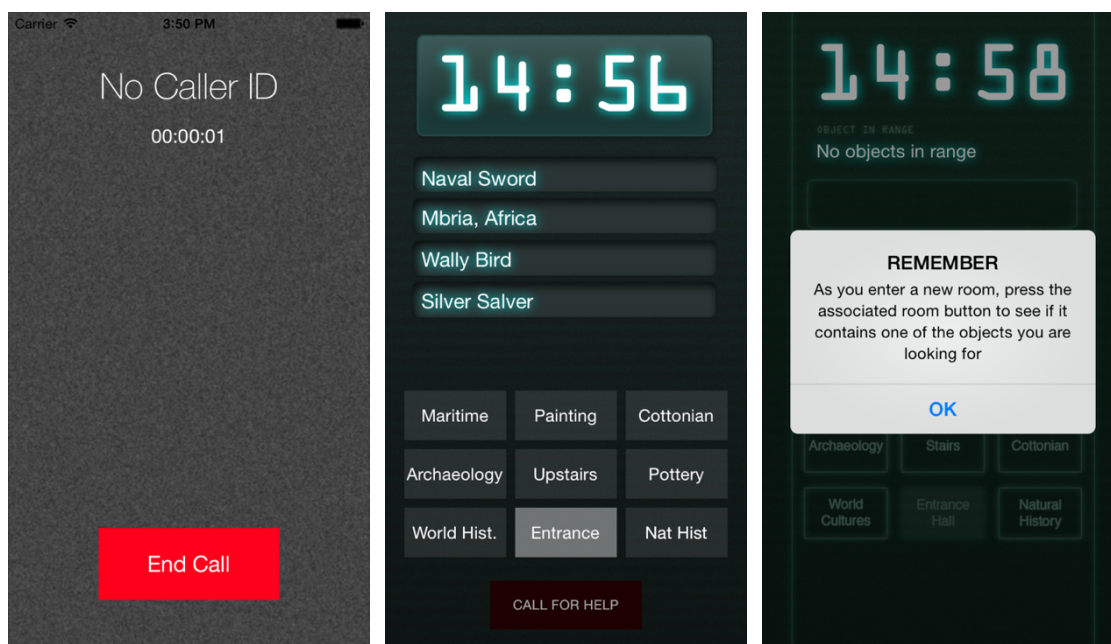 Carrier 3:50 PM
No Caller ID
00:00:01
End Call
14:56
Naval Sword
Mbria, Africa
Wally Bird
Silver Salver
Maritime Painting Cottonian
Archaeology Upstairs Pottery
World Hist. Entrance Nat Hist
CALL FOR HELP
14:58
OBJECT IN RANGE
No objects in range
REMEMBER
As you enter a new room, press the
associated room button to see if it
contains one of the objects you are
looking for
OK
Archaeology Stairs Cottonian
World Entrance Natural
Cultures Hall History